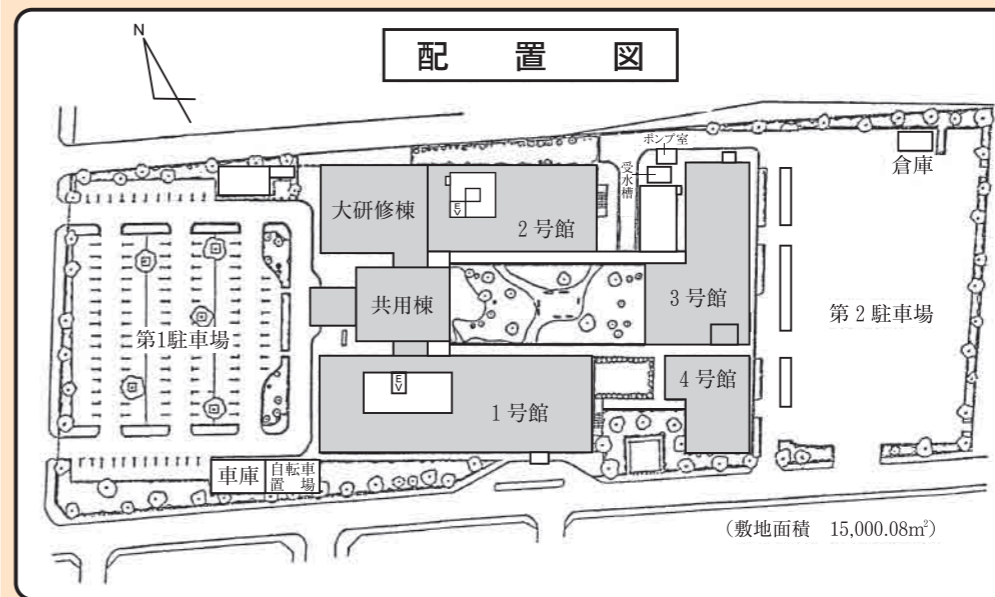 N
配置図
ポンプ室
受水槽
倉庫
大研修棟
EV
2号館
共用棟
3号館
第1駐車場
第2駐車場
EV
1号館
4号館
車庫
自転車
置場
(敷地面積 15,000.08m²)